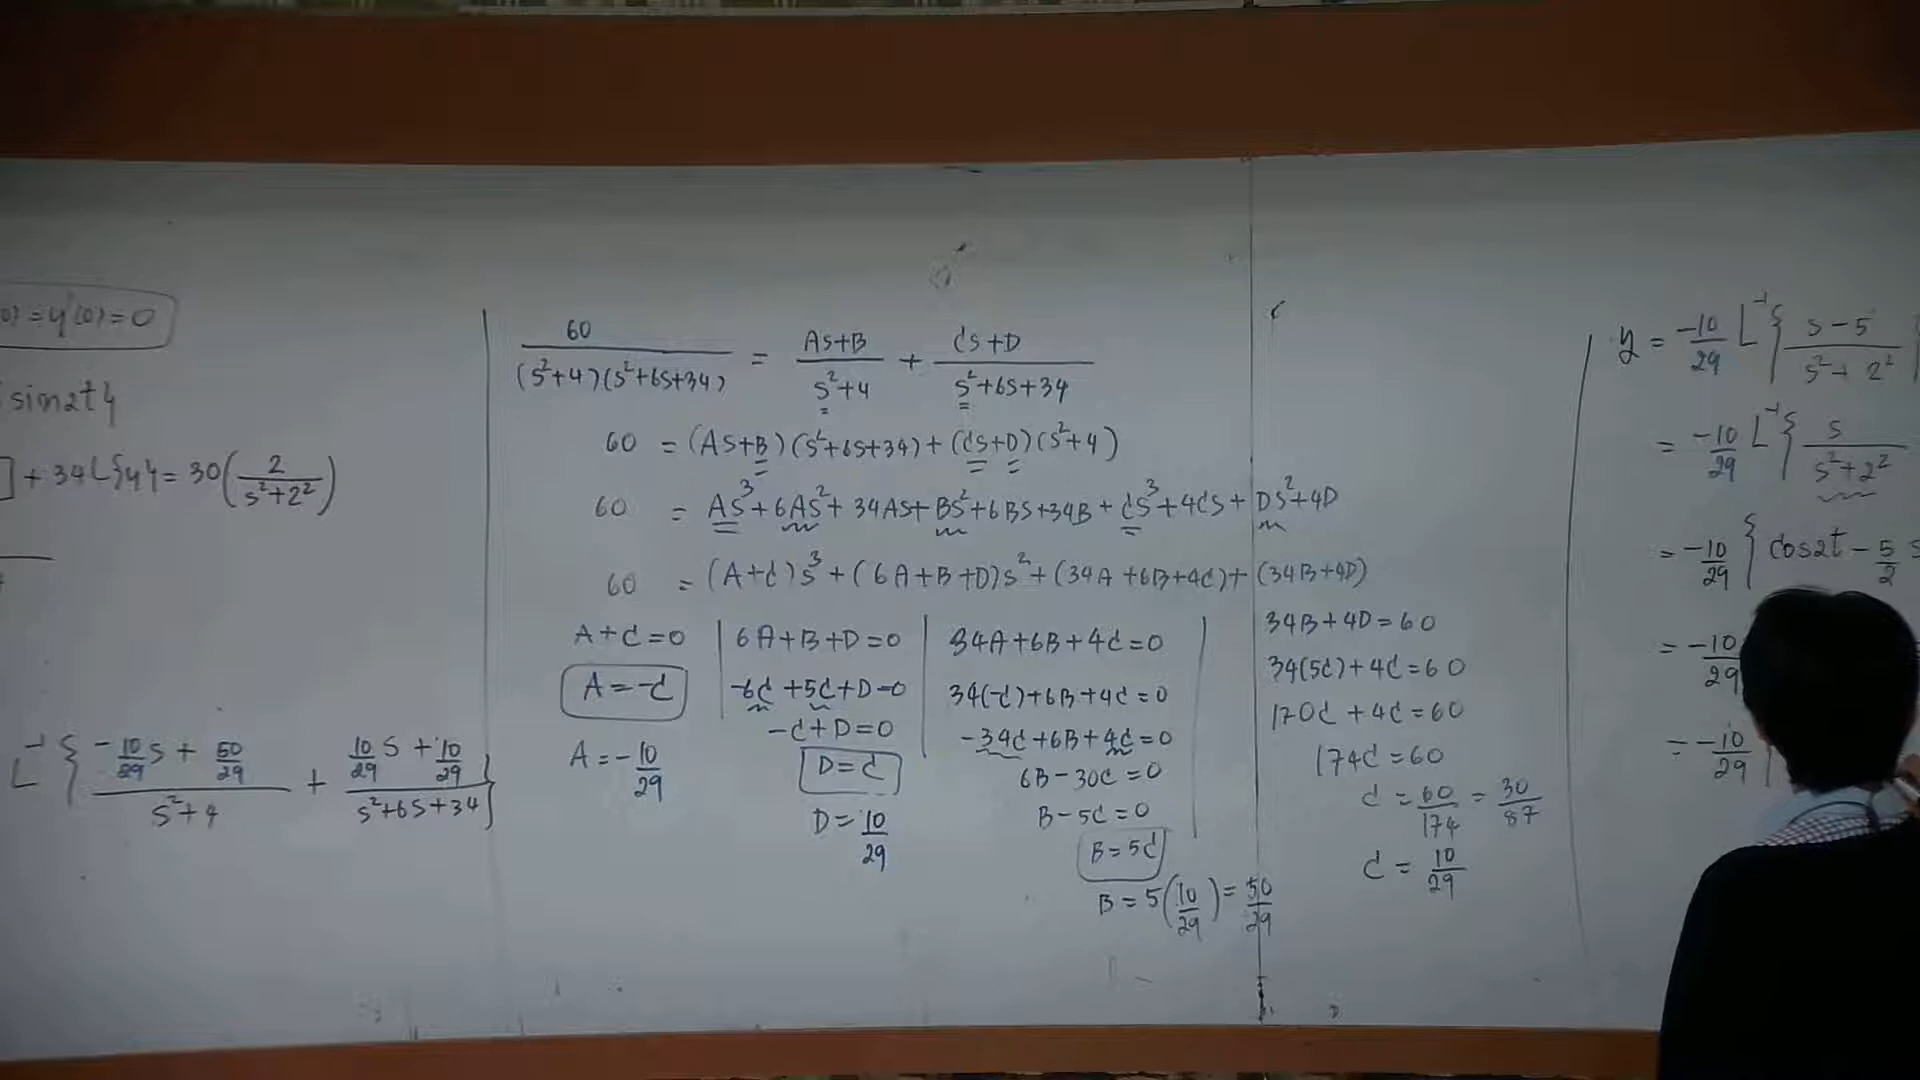 0) = y'(0) = 0
sin2t}
] + 34L{y} = 30(2/(s²+2²))
L⁻¹{(-10/29 s + 50/29)/(s²+4) + (10/29 s + 10/29)/(s²+6s+34)}
60/((s²+4)(s²+6s+34)) = (As+B)/(s²+4) + (Cs+D)/(s²+6s+34)
60 = (As+B)(s²+6s+34) + (Cs+D)(s²+4)
60 = As³ + 6As² + 34As + Bs² + 6Bs + 34B + Cs³ + 4Cs + Ds² + 4D
60 = (A+C)s³ + (6A+B+D)s² + (34A+6B+4C) + (34B+4D)
A+C=0
A=-C
A = -10/29
6A+B+D=0
-6C+5C+D=0
-C+D=0
D=C
D = 10/29
34A+6B+4C=0
34(-C)+6B+4C=0
-34C+6B+4C=0
6B-30C=0
B-5C=0
B=5C
B = 5(10/29) = 50/29
34B+4D=60
34(5C)+4C=60
170C+4C=60
174C=60
C = 60/174 = 30/87
C = 10/29
y = -10/29 L⁻¹{(s-5)/(s²+2²)
= -10/29 L⁻¹{s/(s²+2²)
= -10/29 {cos2t - 5/2 s
= -10/29
= -10/29 {